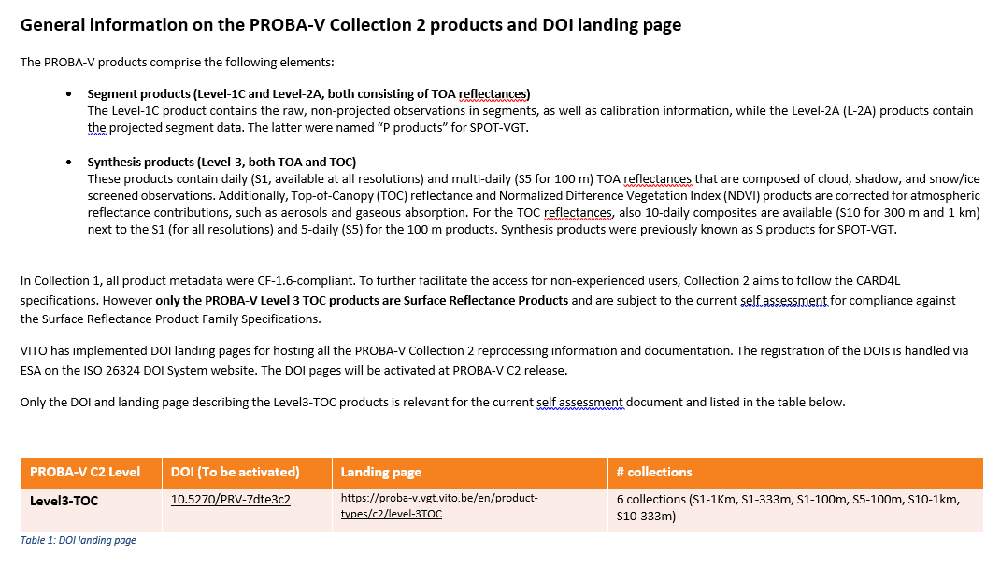 General information on the PROBA-V Collection 2 products and DOI landing page
The PROBA-V products comprise the following elements:
• Segment products (Level-1C and Level-2A, both consisting of TOA reflectances)
The Level-1C product contains the raw, non-projected observations in segments, as well as calibration information, while the Level-2A (L-2A) products contain
the projected segment data. The latter were named “P products” for SPOT-VGT.
• Synthesis products (Level-3, both TOA and TOC)
These products contain daily (S1, available at all resolutions) and multi-daily (S5 for 100 m) TOA reflectances that are composed of cloud, shadow, and snow/ice
screened observations. Additionally, Top-of-Canopy (TOC) reflectance and Normalized Difference Vegetation Index (NDVI) products are corrected for atmospheric
reflectance contributions, such as aerosols and gaseous absorption. For the TOC reflectances, also 10-daily composites are available (S10 for 300 m and 1 km)
next to the S1 (for all resolutions) and 5-daily (S5) for the 100 m products. Synthesis products were previously known as S products for SPOT-VGT.
In Collection 1, all product metadata were CF-1.6-compliant. To further facilitate the access for non-experienced users, Collection 2 aims to follow the CARD4L
specifications. However only the PROBA-V Level 3 TOC products are Surface Reflectance Products and are subject to the current self assessment for compliance against
the Surface Reflectance Product Family Specifications.
VITO has implemented DOI landing pages for hosting all the PROBA-V Collection 2 reprocessing information and documentation. The registration of the DOIs is handled via
ESA on the ISO 26324 DOI System website. The DOI pages will be activated at PROBA-V C2 release.
Only the DOI and landing page describing the Level3-TOC products is relevant for the current self assessment document and listed in the table below.
PROBA-V C2 Level DOI (To be activated) Landing page # collections
Level3-TOC 10.5270/PRV-7dte3c2 https://proba-v.vgt.vito.be/en/product- 6 collections (S1-1Km, S1-333m, S1-100m, S5-100m, S10-1km,
types/c2/level-3TOC S10-333m)
Table 1: DOI landing page